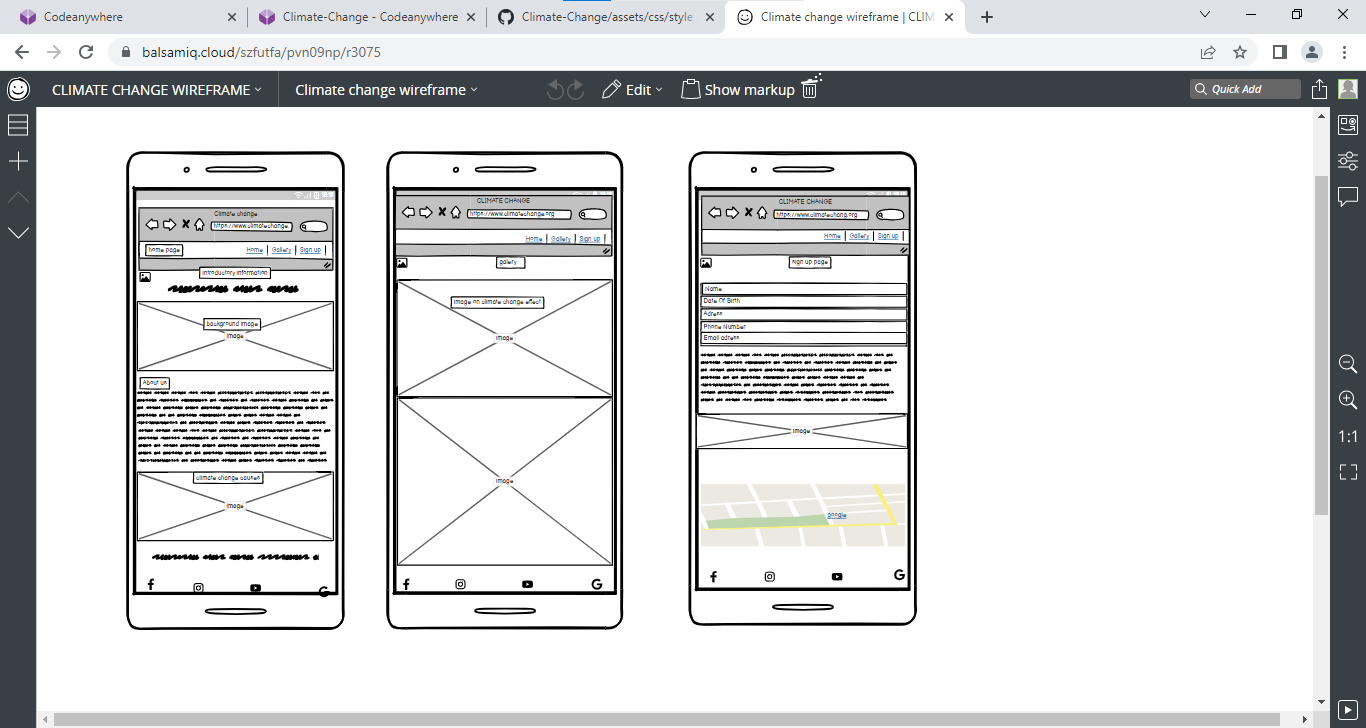 Codeanywhere
Climate-Change - Codeanywhere
Climate-Change/assets/css/style
Climate change wireframe | CLIM
balsamiq.cloud/szfutfa/pvn09np/r3075
CLIMATE CHANGE WIREFRAME
Climate change wireframe
Edit
Show markup
Quick Add
1:1
Climate change
https://www.climatechange.
home page
Home
Gallery
Sign up
introductory information
background image
image
About us
climate change causes
image
CLIMATE CHANGE
https://www.climatechange.org
Home
Gallery
Sign up
galery
image on climate change effect
image
image
CLIMATE CHANGE
https://www.climatechang.org
Home
Gallery
Sign up
sign up page
Name
Date Of Birth
Adress
Phone Number
Email adress
image
google